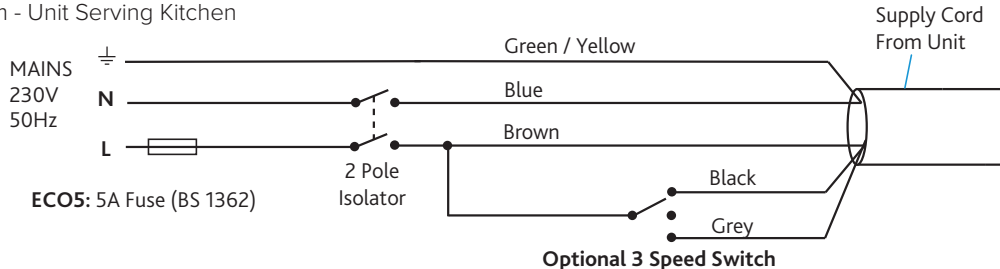 - Unit Serving Kitchen
Supply Cord
From Unit
Green / Yellow
MAINS
230V
50Hz
N
Blue
L
Brown
2 Pole
Isolator
Black
ECO5: 5A Fuse (BS 1362)
Grey
Optional 3 Speed Switch